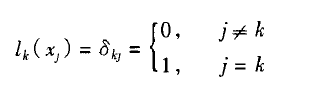 l_k(x_j) = δ_{kj} = { 0, j ≠ k
1, j = k